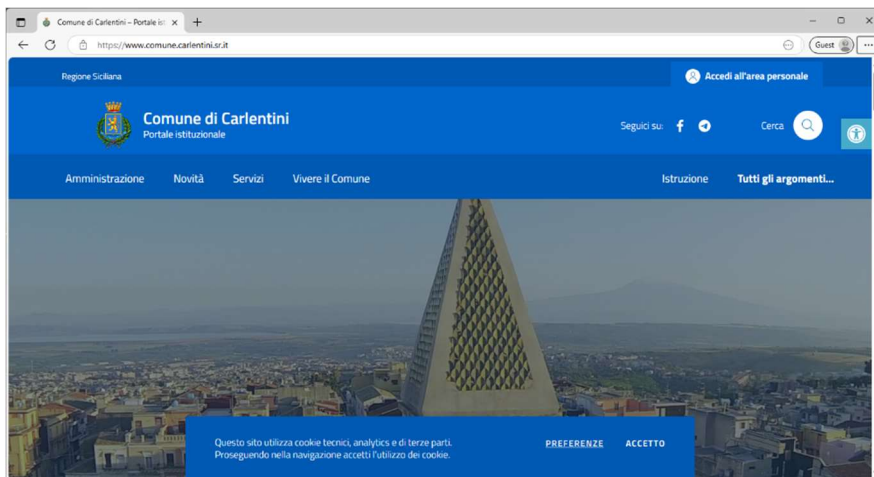 Comune di Carlentini – Portale is
https://www.comune.carlentini.sr.it
Guest
Regione Siciliana
Accedi all'area personale
Comune di Carlentini
Portale istituzionale
Seguici su:
Cerca
Amministrazione Novità Servizi Vivere il Comune Istruzione Tutti gli argomenti...
Questo sito utilizza cookie tecnici, analytics e di terze parti.
Proseguendo nella navigazione accetti l'utilizzo dei cookie.
PREFERENZE ACCETTO